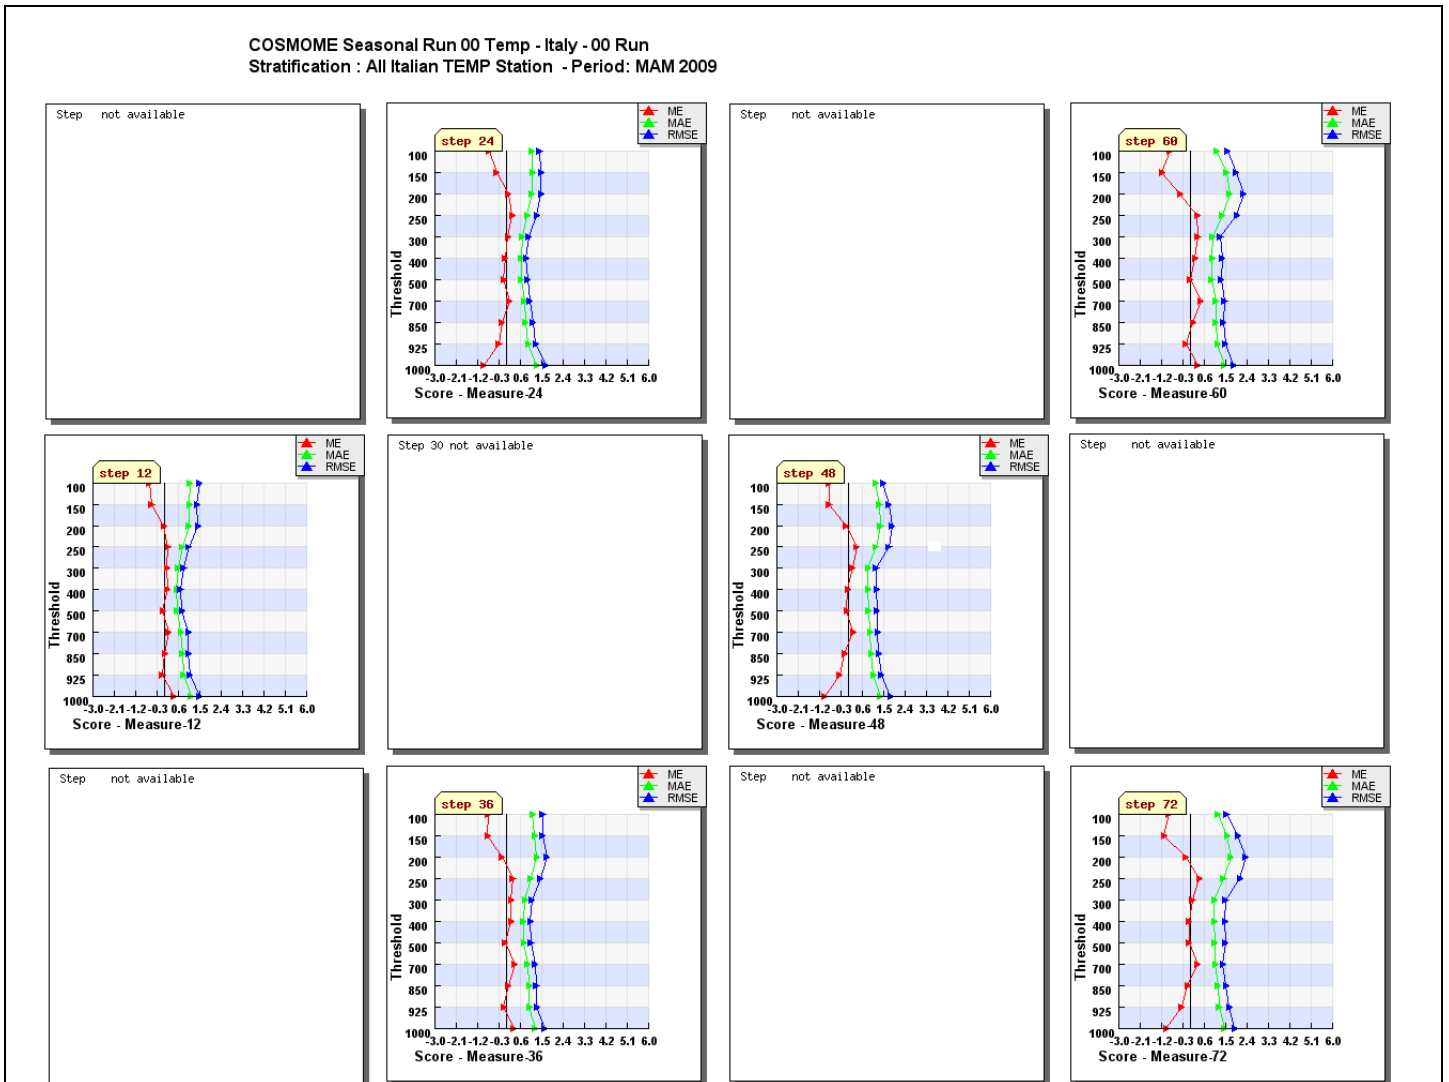 COSMOME Seasonal Run 00 Temp - Italy - 00 Run
Stratification : All Italian TEMP Station - Period: MAM 2009
Step not available
ME
MAE
RMSE
step 24
100
150
200
250
300
400
500
700
850
925
1000
Threshold
-3.0 -2.1 -1.2 -0.3 0.6 1.5 2.4 3.3 4.2 5.1 6.0
Score - Measure-24
Step not available
ME
MAE
RMSE
step 60
100
150
200
250
300
400
500
700
850
925
1000
Threshold
-3.0 -2.1 -1.2 -0.3 0.6 1.5 2.4 3.3 4.2 5.1 6.0
Score - Measure-60
ME
MAE
RMSE
step 12
100
150
200
250
300
400
500
700
850
925
1000
Threshold
-3.0 -2.1 -1.2 -0.3 0.6 1.5 2.4 3.3 4.2 5.1 6.0
Score - Measure-12
Step 30 not available
ME
MAE
RMSE
step 48
100
150
200
250
300
400
500
700
850
925
1000
Threshold
-3.0 -2.1 -1.2 -0.3 0.6 1.5 2.4 3.3 4.2 5.1 6.0
Score - Measure-48
Step not available
Step not available
ME
MAE
RMSE
step 36
100
150
200
250
300
400
500
700
850
925
1000
Threshold
-3.0 -2.1 -1.2 -0.3 0.6 1.5 2.4 3.3 4.2 5.1 6.0
Score - Measure-36
Step not available
ME
MAE
RMSE
step 72
100
150
200
250
300
400
500
700
850
925
1000
Threshold
-3.0 -2.1 -1.2 -0.3 0.6 1.5 2.4 3.3 4.2 5.1 6.0
Score - Measure-72